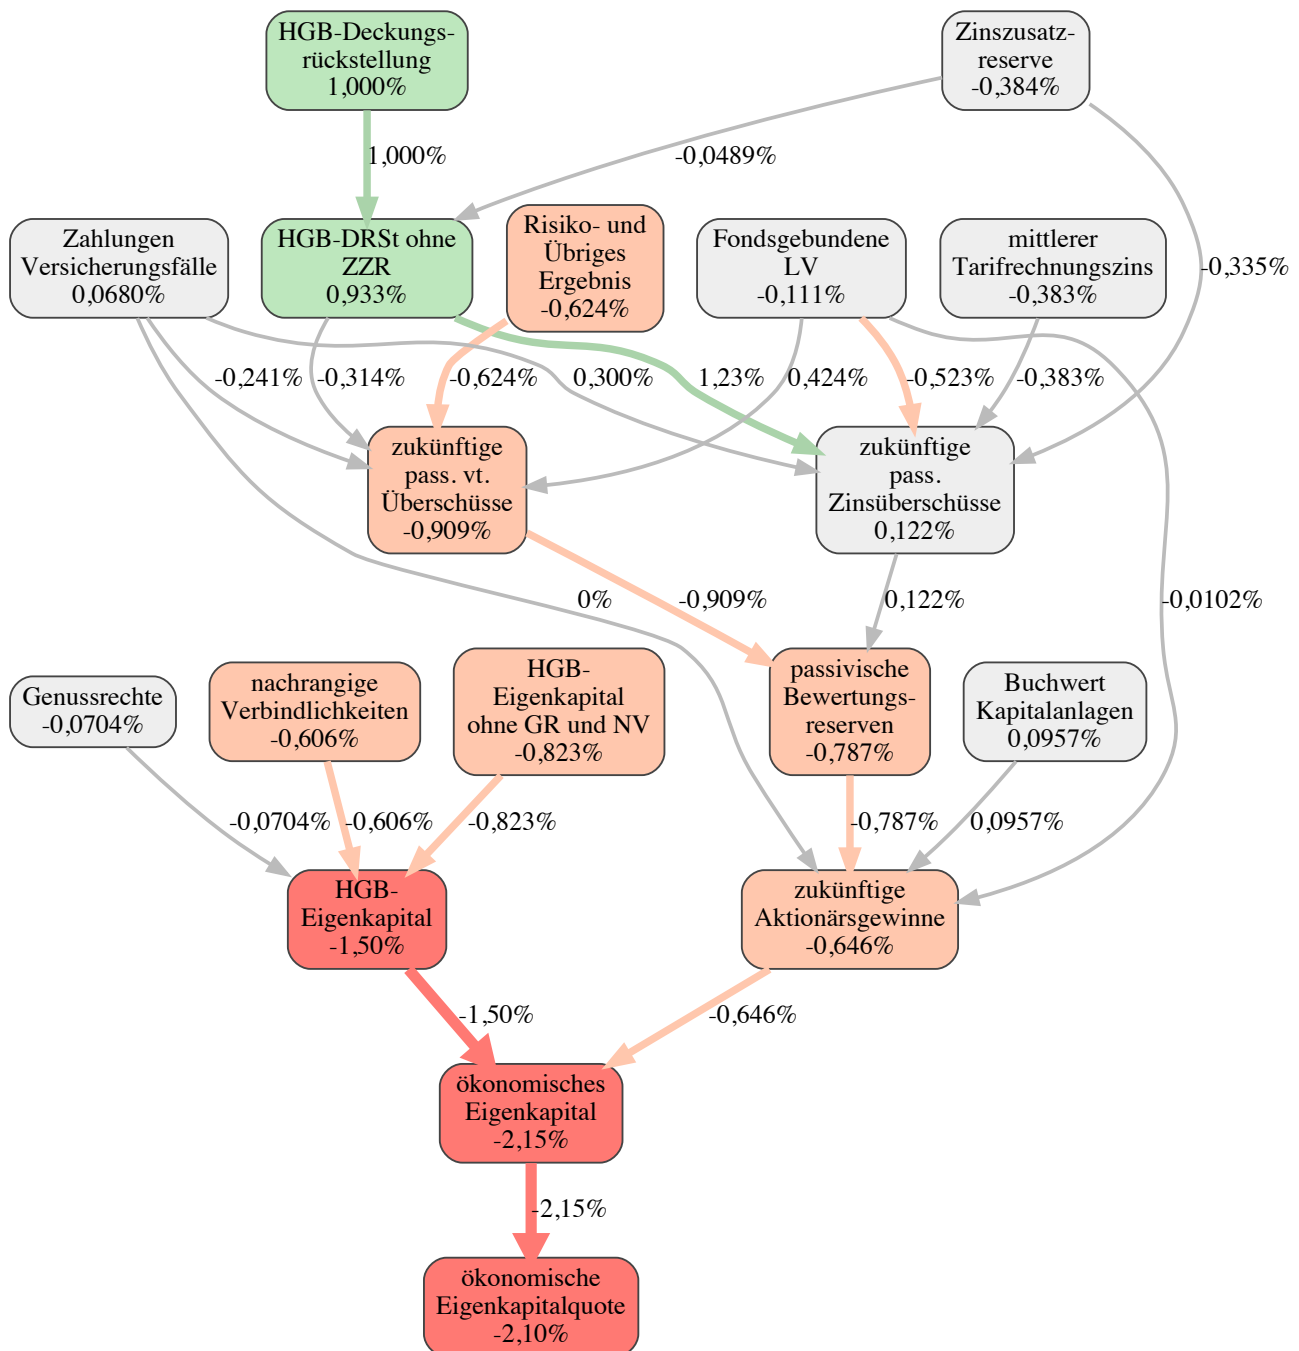 HGB-Deckungs-
rückstellung
1,000%
Zinszusatz-
reserve
-0,384%
1,000%
-0,0489%
Zahlungen
Versicherungsfälle
0,0680%
HGB-DRSt ohne
ZZR
0,933%
Risiko- und
Übriges
Ergebnis
-0,624%
Fondsgebundene
LV
-0,111%
mittlerer
Tarifrechnungszins
-0,383%
-0,335%
-0,241%
-0,314%
-0,624%
0,300%
1,23%
0,424%
-0,523%
-0,383%
zukünftige
pass. vt.
Überschüsse
-0,909%
zukünftige
pass.
Zinsüberschüsse
0,122%
0%
-0,909%
0,122%
-0,0102%
Genussrechte
-0,0704%
nachrangige
Verbindlichkeiten
-0,606%
HGB-
Eigenkapital
ohne GR und NV
-0,823%
passivische
Bewertungs-
reserven
-0,787%
Buchwert
Kapitalanlagen
0,0957%
-0,0704%
-0,606%
-0,823%
-0,787%
0,0957%
HGB-
Eigenkapital
-1,50%
zukünftige
Aktionärsgewinne
-0,646%
-1,50%
-0,646%
ökonomisches
Eigenkapital
-2,15%
-2,15%
ökonomische
Eigenkapitalquote
-2,10%